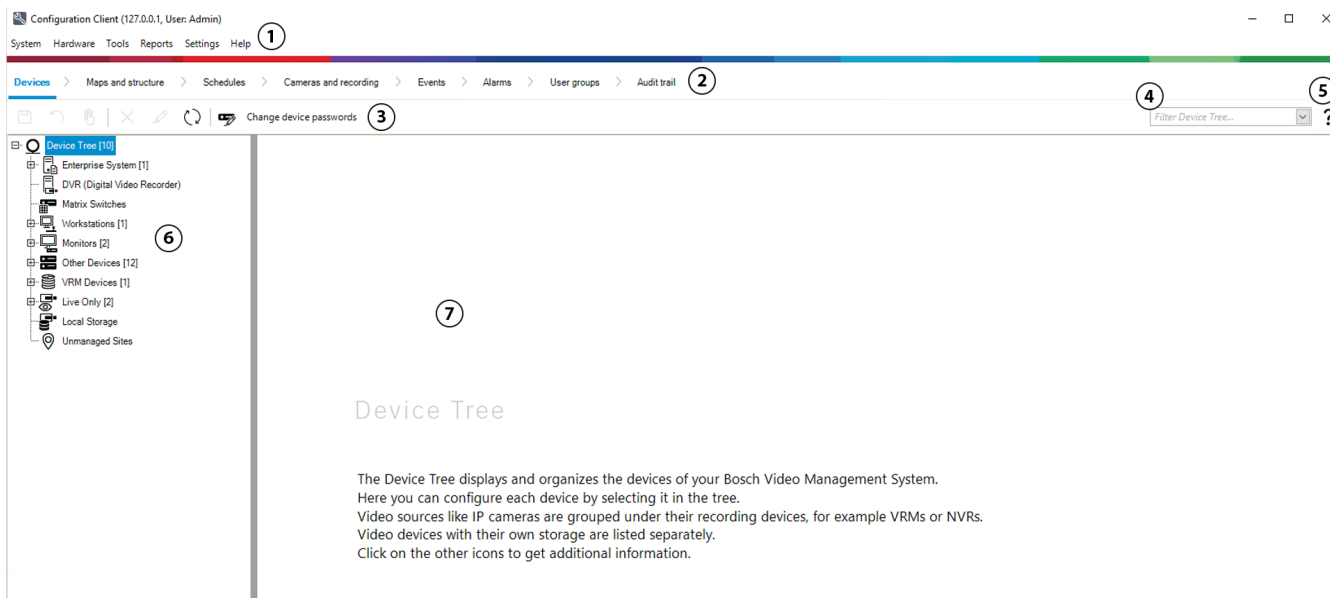 Configuration Client (127.0.0.1, User: Admin)
System Hardware Tools Reports Settings Help 1
Devices Maps and structure Schedules Cameras and recording Events Alarms User groups Audit trail 2
4 5
Change device passwords 3 Filter Device Tree... ?
Device Tree [10]
Enterprise System [1]
DVR (Digital Video Recorder)
Matrix Switches
Workstations [1]
6
Monitors [2]
Other Devices [12]
VRM Devices [1]
Live Only [2]
7
Local Storage
Unmanaged Sites
Device Tree
The Device Tree displays and organizes the devices of your Bosch Video Management System.
Here you can configure each device by selecting it in the tree.
Video sources like IP cameras are grouped under their recording devices, for example VRMs or NVRs.
Video devices with their own storage are listed separately.
Click on the other icons to get additional information.